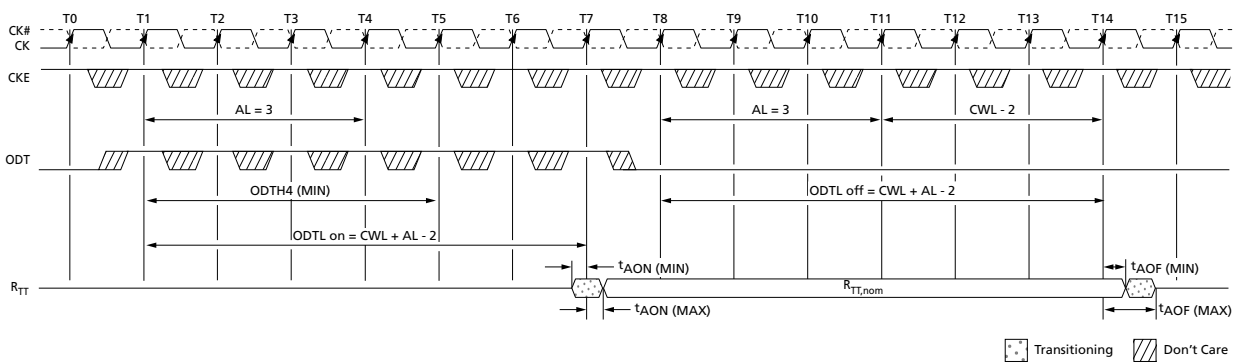 T0 T1 T2 T3 T4 T5 T6 T7 T8 T9 T10 T11 T12 T13 T14 T15
CK#
CK
CKE
AL = 3 AL = 3 CWL - 2
ODT
ODTH4 (MIN) ODTL off = CWL + AL - 2
ODTL on = CWL + AL - 2
tAON (MIN) tAOF (MIN)
RTT RTT,nom
tAON (MAX) tAOF (MAX)
Transitioning Don't Care